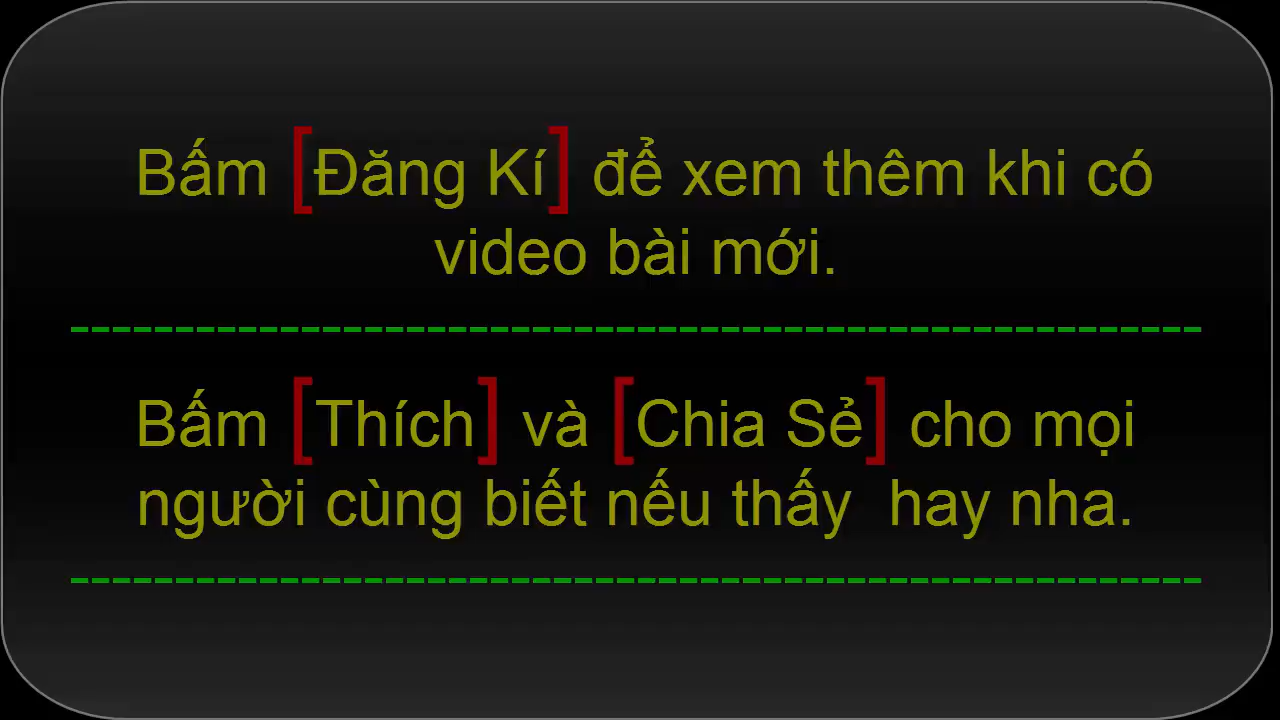 Bấm [Đăng Kí] để xem thêm khi có
video bài mới.
------------------------------------------------------
Bấm [Thích] và [Chia Sẻ] cho mọi
người cùng biết nếu thấy  hay nha.
------------------------------------------------------